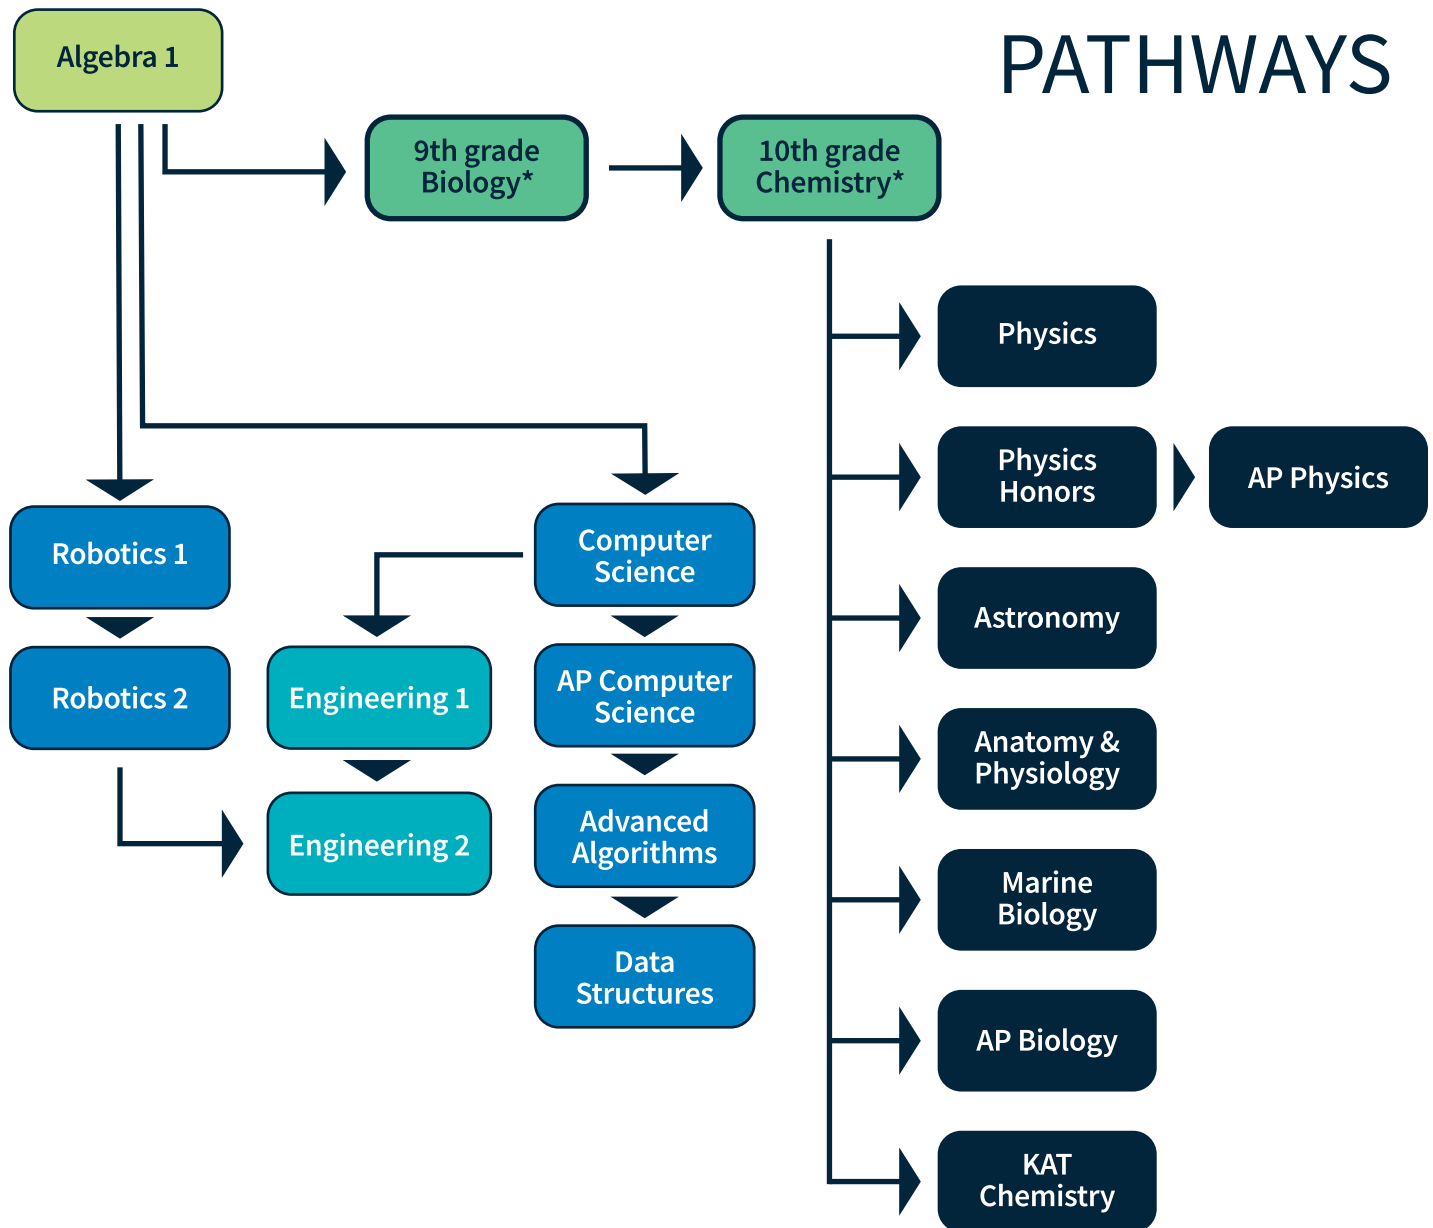 PATHWAYS
Algebra 1
9th grade
Biology*
10th grade
Chemistry*
Physics
Physics
Honors
AP Physics
Astronomy
Anatomy &
Physiology
Marine
Biology
AP Biology
KAT
Chemistry
Robotics 1
Robotics 2
Engineering 1
Engineering 2
Computer
Science
AP Computer
Science
Advanced
Algorithms
Data
Structures